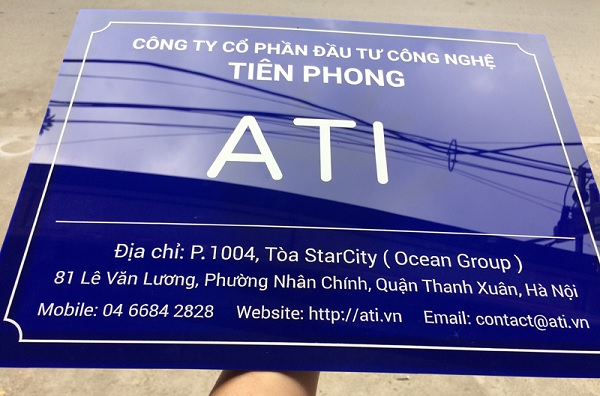 CÔNG TY CỔ PHẦN ĐẦU TƯ CÔNG NGHỆ
TIÊN PHONG
ATI
Địa chỉ: P.1004, Tòa StarCity ( Ocean Group )
81 Lê Văn Lương, Phường Nhân Chính, Quận Thanh Xuân, Hà Nội
Mobile: 04 6684 2828 Website: http://ati.vn Email: contact@ati.vn